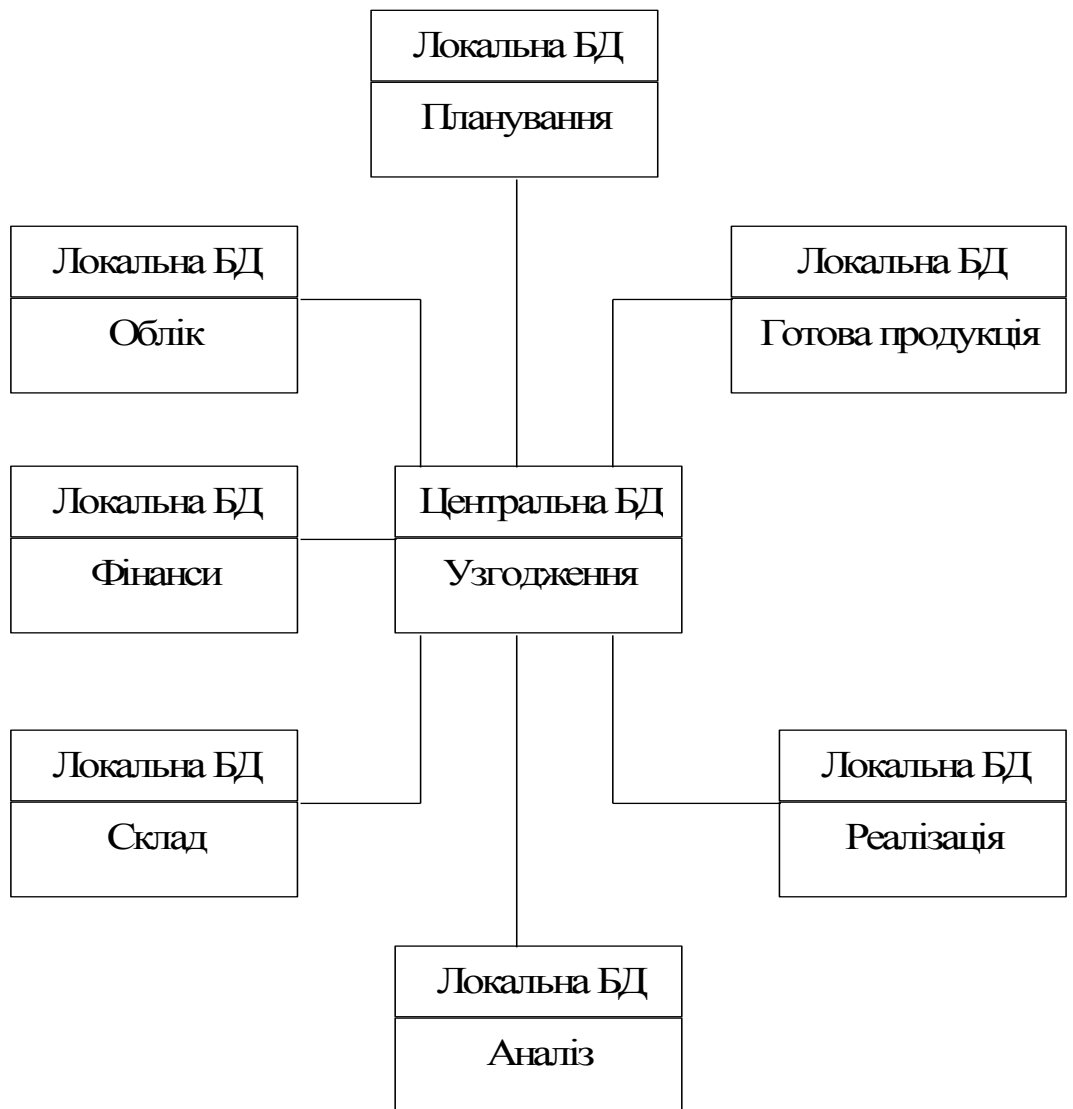 Локальна БД
Планування
Локальна БД
Облік
Локальна БД
Готова продукція
Локальна БД
Фінанси
Центральна БД
Узгодження
Локальна БД
Склад
Локальна БД
Реалізація
Локальна БД
Аналіз